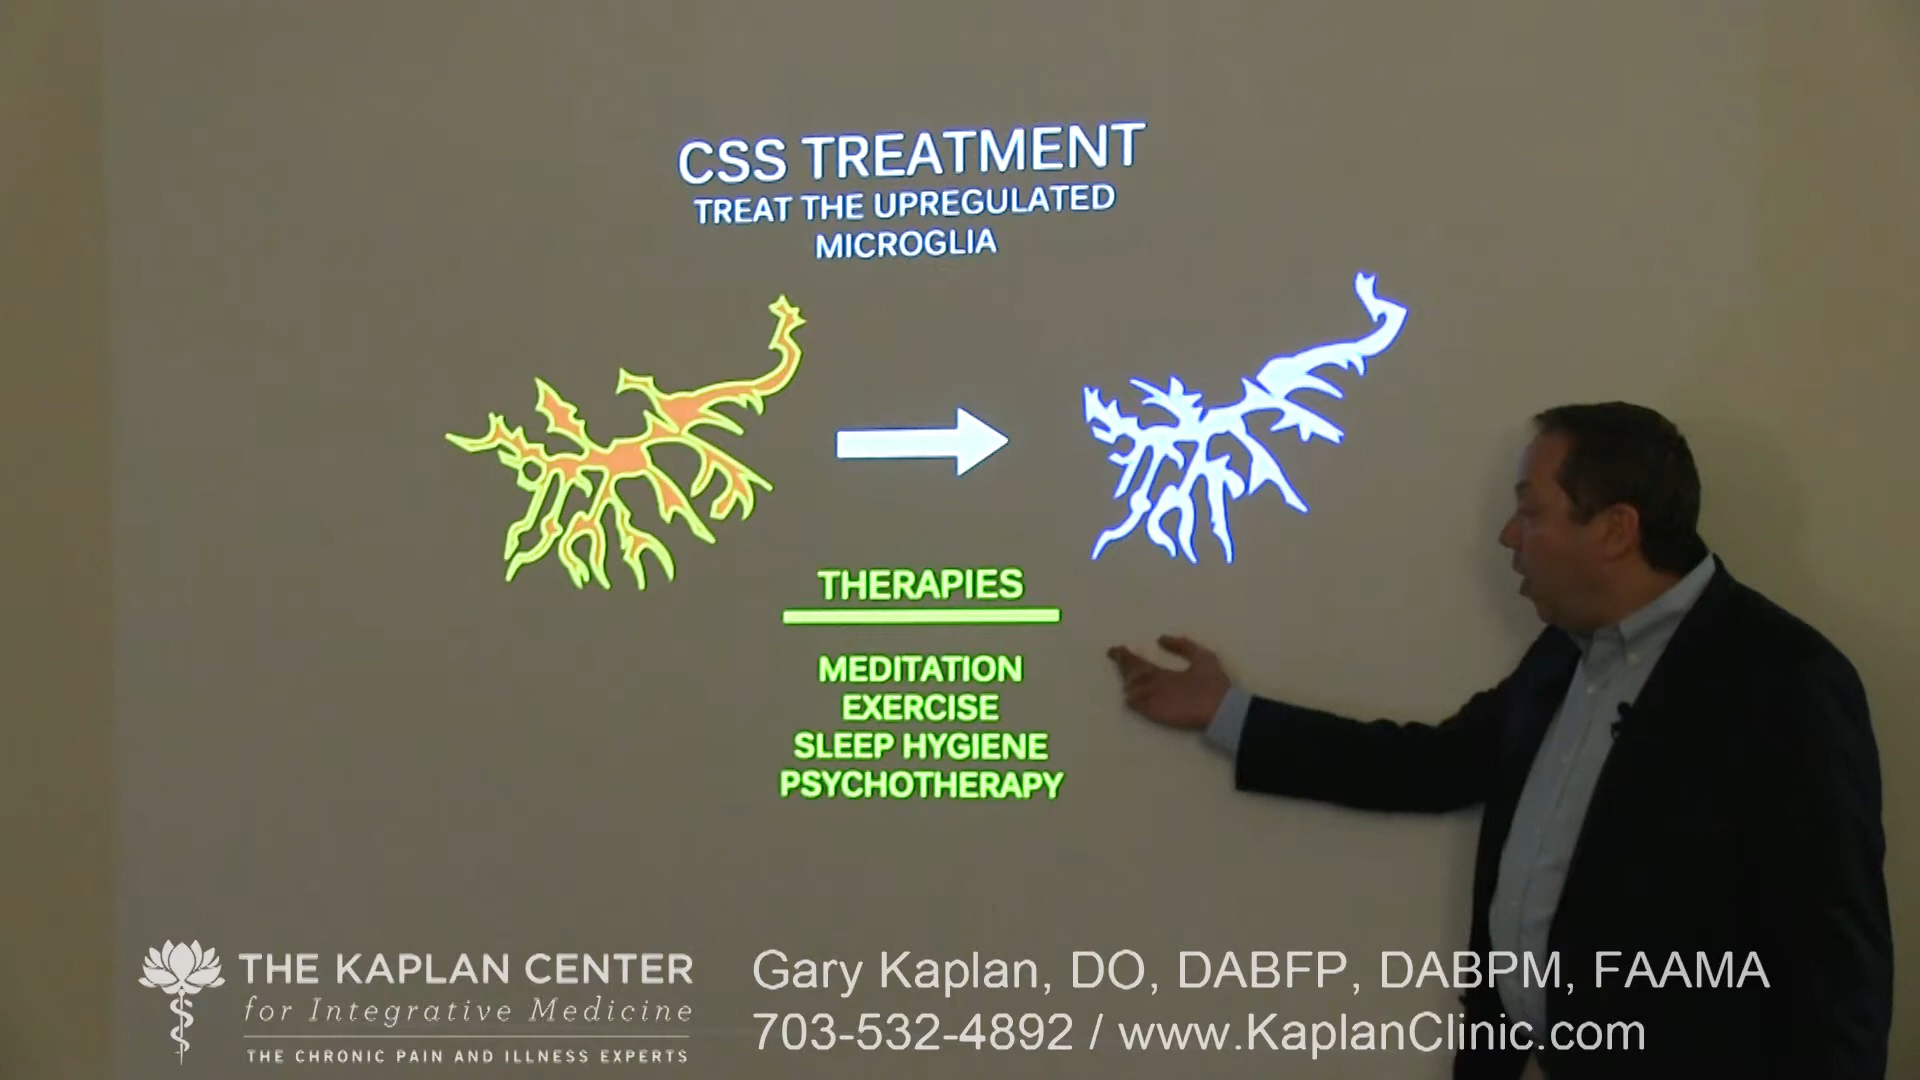 CSS TREATMENT
TREAT THE UPREGULATED
MICROGLIA
THERAPIES
MEDITATION
EXERCISE
SLEEP HYGIENE
PSYCHOTHERAPY
THE KAPLAN CENTER
for Integrative Medicine
THE CHRONIC PAIN AND ILLNESS EXPERTS
Gary Kaplan, DO, DABFP, DABPM, FAAMA
703-532-4892 / www.KaplanClinic.com